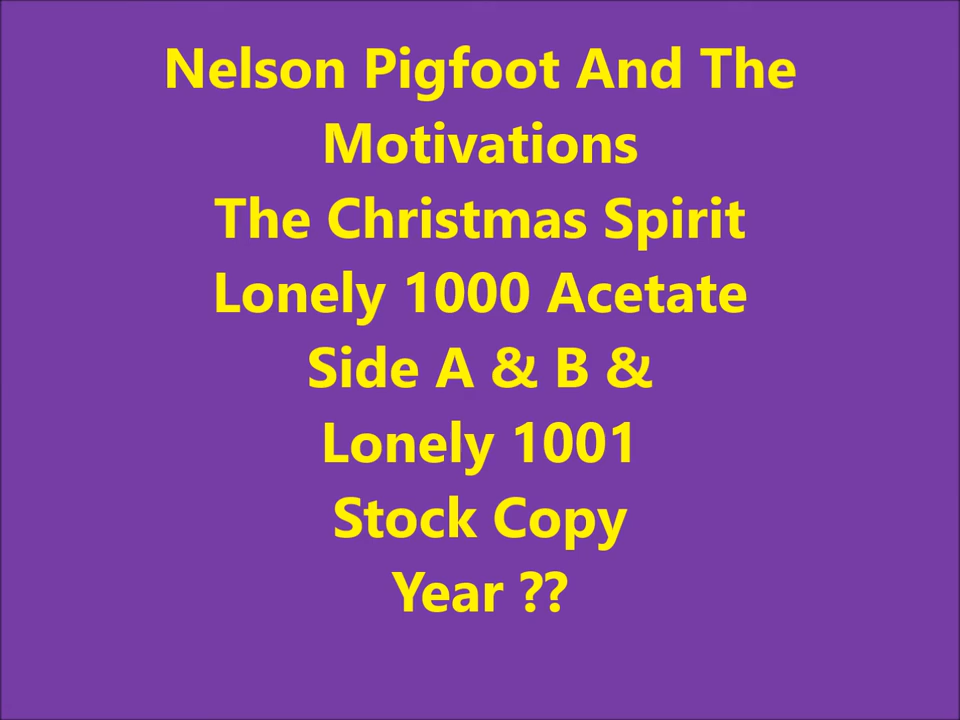 Nelson Pigfoot And The
Motivations
The Christmas Spirit
Lonely 1000 Acetate
Side A & B &
Lonely 1001
Stock Copy
Year ??